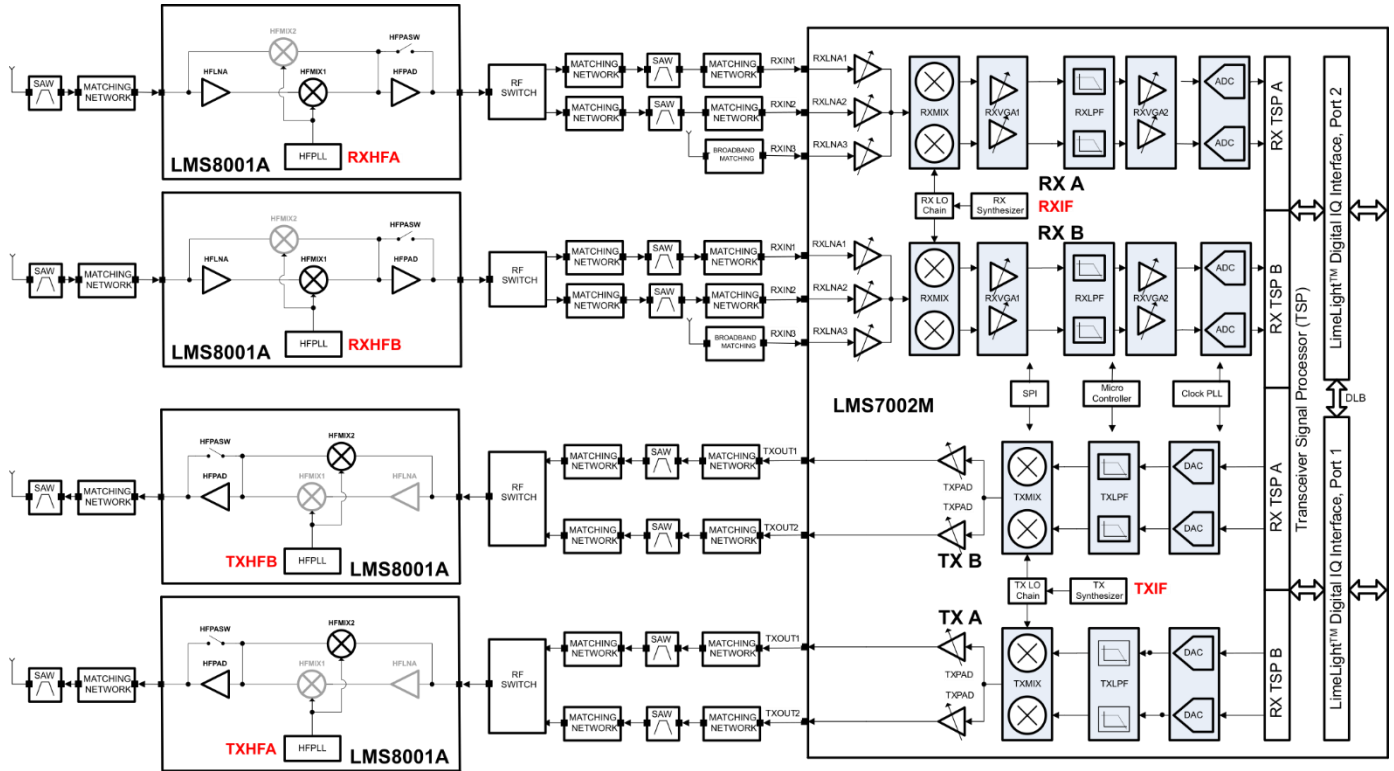 HFMIX2
HFPASW
HFLNA
HFMIX1
HFPAD
SAW
MATCHING
NETWORK
HFPLL
RXHFA
LMS8001A
RF
SWITCH
MATCHING
NETWORK
SAW
MATCHING
NETWORK
RXIN1
MATCHING
NETWORK
SAW
MATCHING
NETWORK
RXIN2
BROADBAND
MATCHING
RXIN3
RXLNA1
RXLNA2
RXLNA3
RXMIX
RXVGA1
RXLPF
RXVGA2
ADC
ADC
RX TSP A
LimeLight™ Digital IQ Interface, Port 2
RX A
RX LO
Chain
RX
Synthesizer
RXIF
RX B
HFMIX2
HFPASW
HFLNA
HFMIX1
HFPAD
SAW
MATCHING
NETWORK
HFPLL
RXHFB
LMS8001A
RF
SWITCH
MATCHING
NETWORK
SAW
MATCHING
NETWORK
RXIN1
MATCHING
NETWORK
SAW
MATCHING
NETWORK
RXIN2
BROADBAND
MATCHING
RXIN3
RXLNA1
RXLNA2
RXLNA3
RXMIX
RXVGA1
RXLPF
RXVGA2
ADC
ADC
RX TSP B
Transceiver Signal Processor (TSP)
SPI
Micro
Controller
Clock PLL
DLB
LMS7002M
HFPASW
HFMIX2
HFPAD
HFMIX1
HFLNA
SAW
MATCHING
NETWORK
TXHFB
HFPLL
LMS8001A
RF
SWITCH
MATCHING
NETWORK
SAW
MATCHING
NETWORK
TXOUT1
MATCHING
NETWORK
SAW
MATCHING
NETWORK
TXOUT2
TXPAD
TXPAD
TX B
TXMIX
TXLPF
DAC
DAC
RX TSP A
LimeLight™ Digital IQ Interface, Port 1
TX LO
Chain
TX
Synthesizer
TXIF
TX A
HFPASW
HFMIX2
HFPAD
HFMIX1
HFLNA
SAW
MATCHING
NETWORK
TXHFA
HFPLL
LMS8001A
RF
SWITCH
MATCHING
NETWORK
SAW
MATCHING
NETWORK
TXOUT1
MATCHING
NETWORK
SAW
MATCHING
NETWORK
TXOUT2
TXPAD
TXPAD
TXMIX
TXLPF
DAC
DAC
RX TSP B